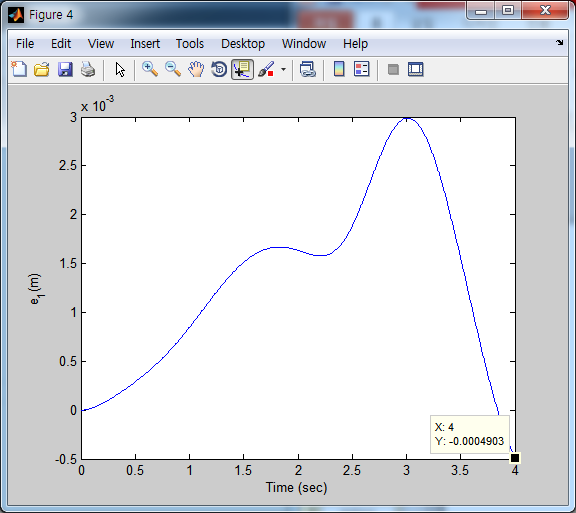 Figure 4
File Edit View Insert Tools Desktop Window Help
x 10⁻³
3
2.5
2
1.5
1
0.5
0
-0.5
e₁ (m)
X: 4
Y: -0.0004903
0 0.5 1 1.5 2 2.5 3 3.5 4
Time (sec)